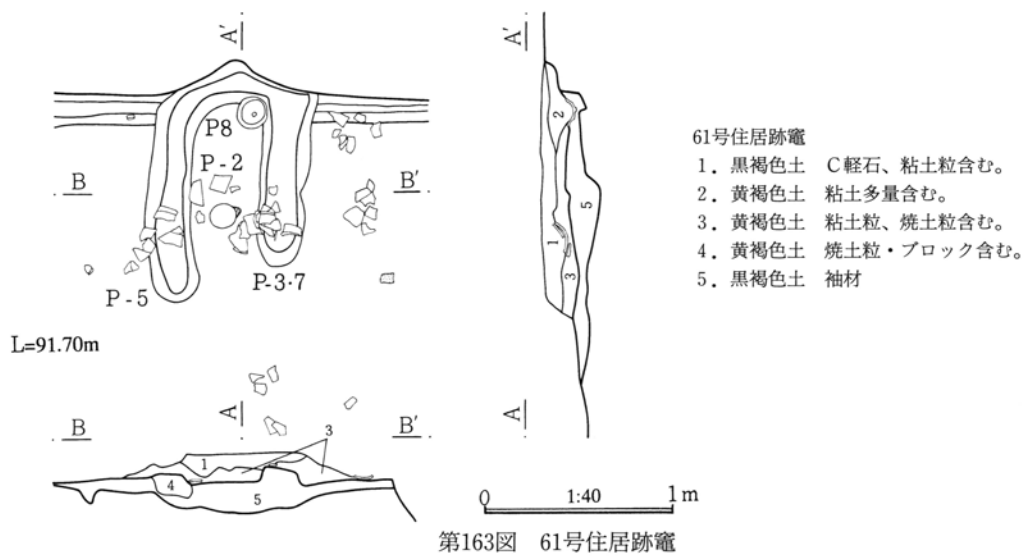 A'
P8
P-2
B
B'
P-5
P-3·7
L=91.70m
A
B
B'
3
1
4
5
A'
2
1
3
5
A
61号住居跡竈
1．黒褐色土　C軽石、粘土粒含む。
2．黄褐色土　粘土多量含む。
3．黄褐色土　粘土粒、焼土粒含む。
4．黄褐色土　焼土粒・ブロック含む。
5．黒褐色土　袖材
0　1:40　1m
第163図　61号住居跡竈